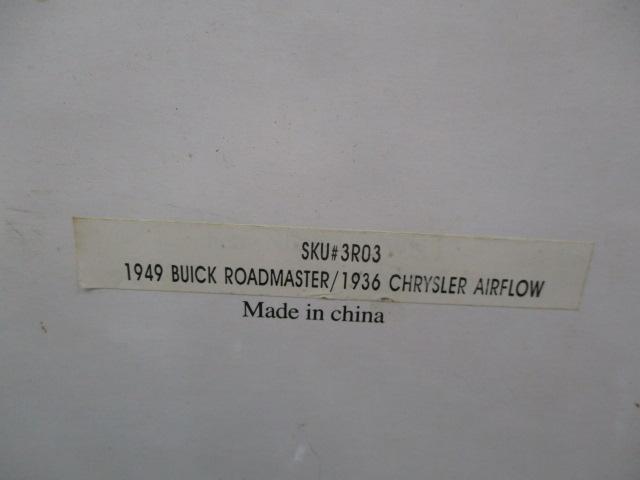 SKU#3R03
1949 BUICK ROADMASTER/1936 CHRYSLER AIRFLOW
Made in china